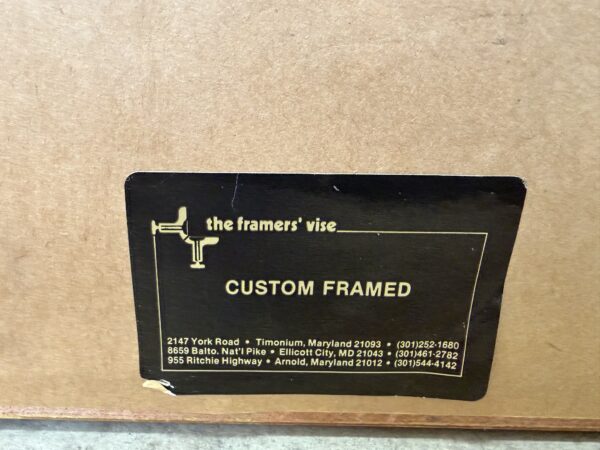 the framers' vise
CUSTOM FRAMED
2147 York Road • Timonium, Maryland 21093 • (301)252-1680
8659 Balto. Nat'l Pike • Ellicott City, MD 21043 • (301)461-2782
955 Ritchie Highway • Arnold, Maryland 21012 • (301)544-4142